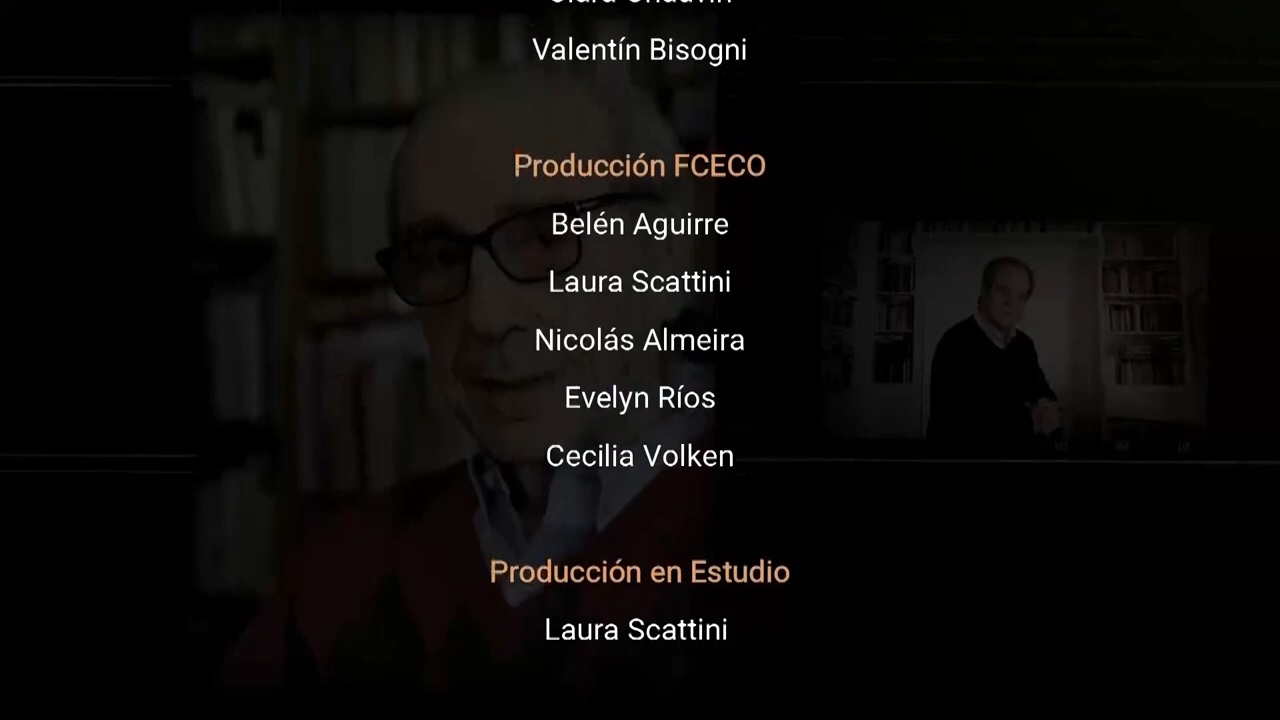 Valentín Bisogni
Producción FCECO
Belén Aguirre
Laura Scattini
Nicolás Almeira
Evelyn Ríos
Cecilia Volken
Producción en Estudio
Laura Scattini